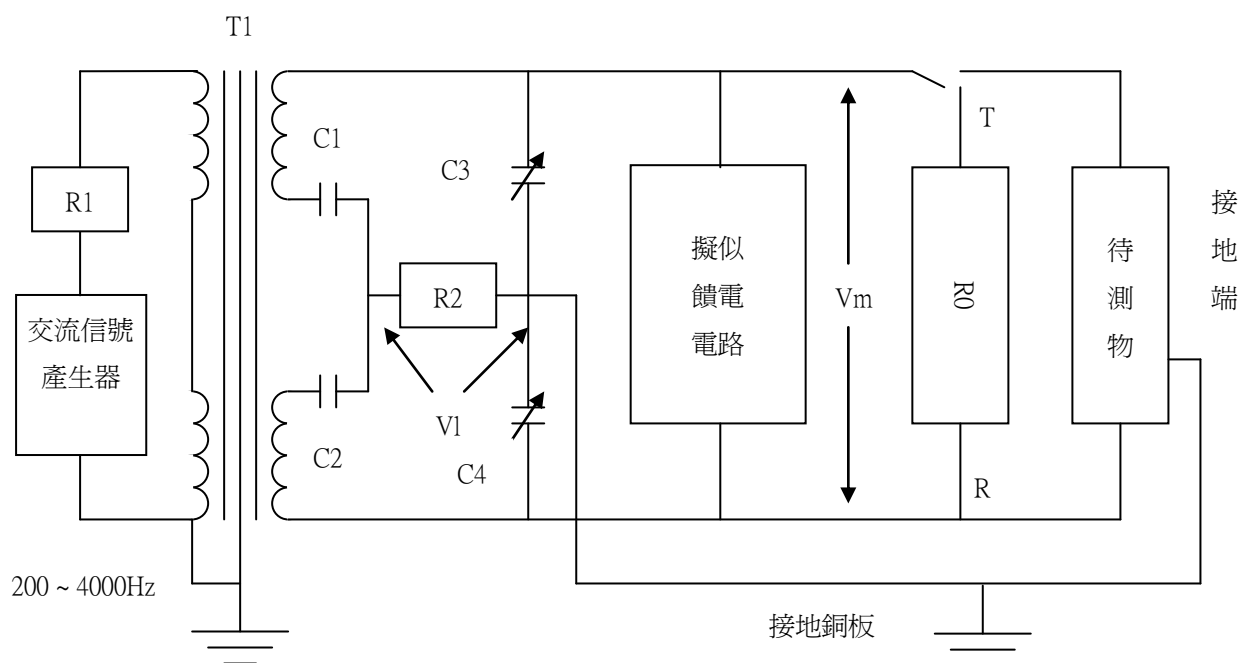 T1
C1
C3
R1
T
接
地
端
交流信號
產生器
R2
擬似
饋電
電路
Vm
R0
待
測
物
V1
C2
C4
R
200 ~ 4000Hz
接地銅板